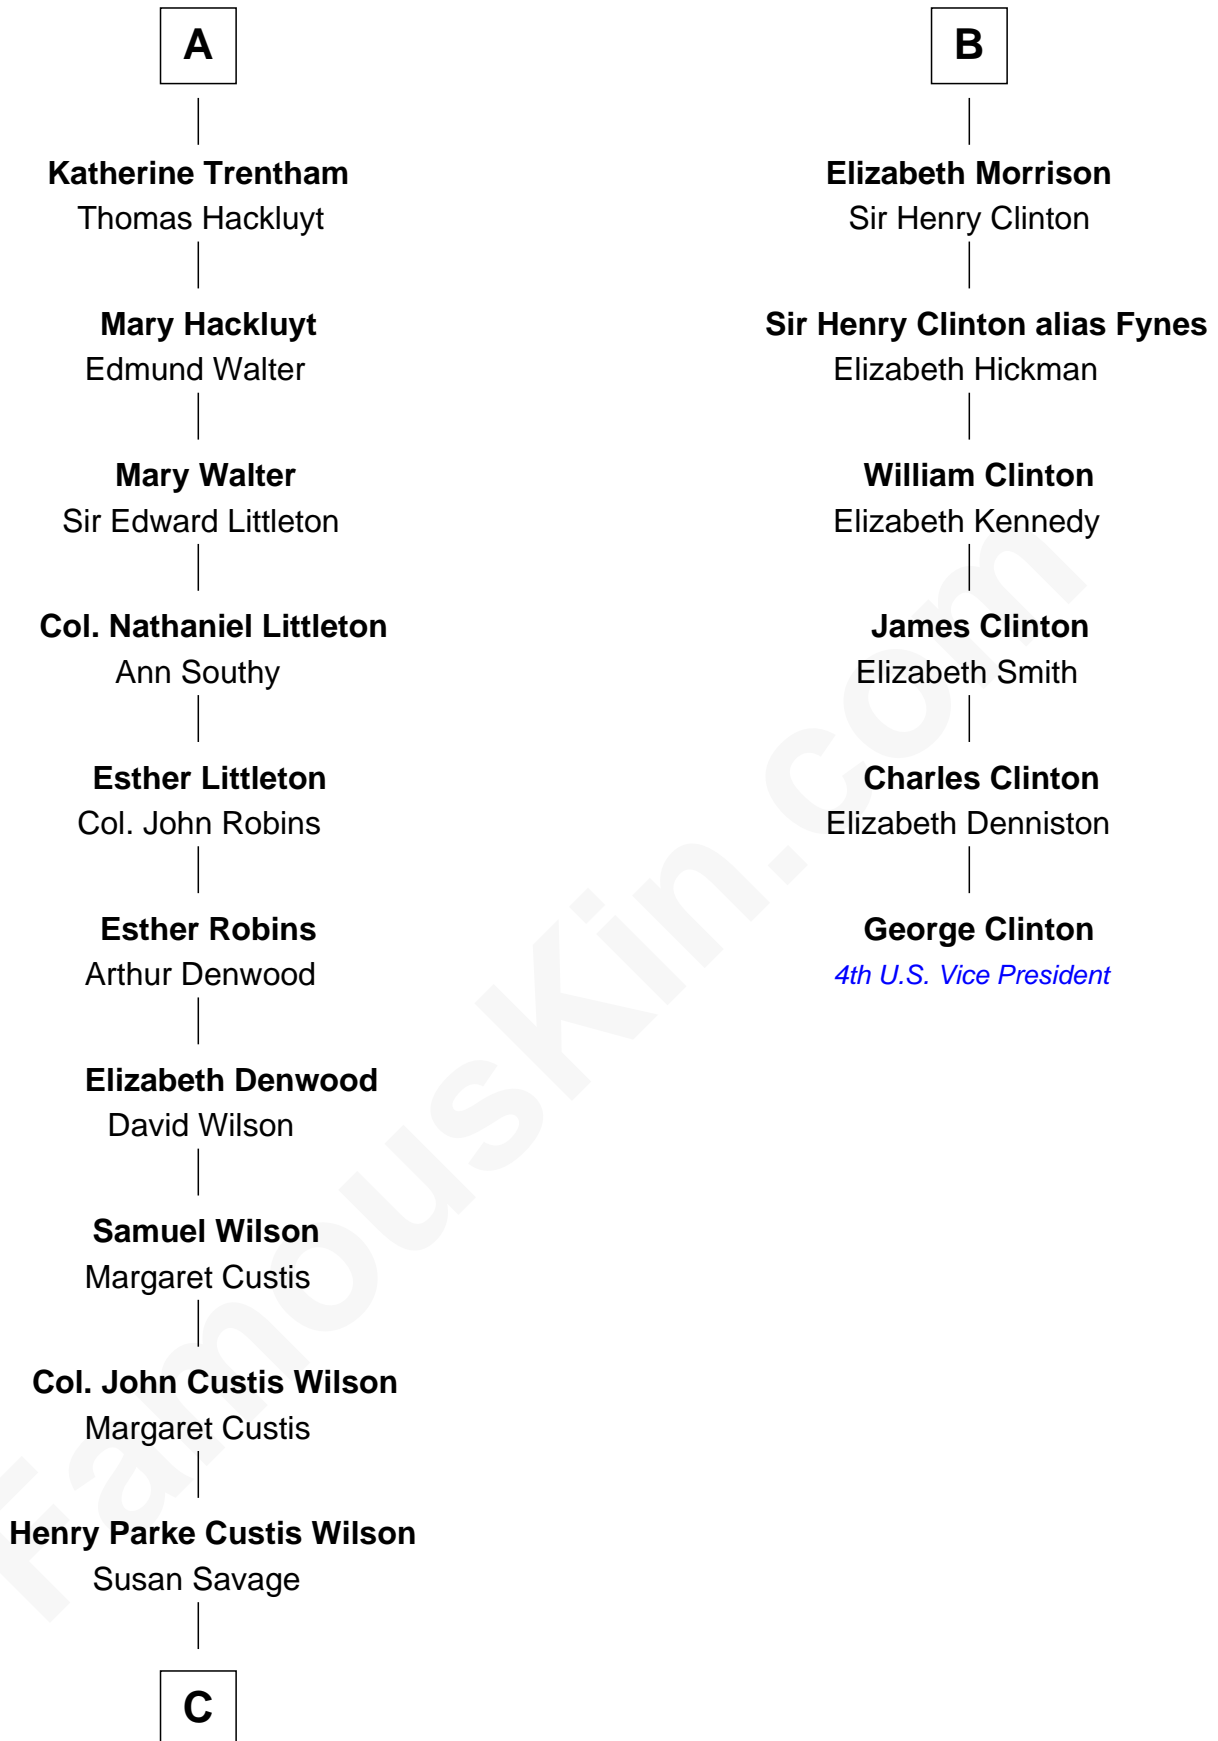 A
Katherine Trentham
Thomas Hackluyt
Mary Hackluyt
Edmund Walter
Mary Walter
Sir Edward Littleton
Col. Nathaniel Littleton
Ann Southy
Esther Littleton
Col. John Robins
Esther Robins
Arthur Denwood
Elizabeth Denwood
David Wilson
Samuel Wilson
Margaret Custis
Col. John Custis Wilson
Margaret Custis
Henry Parke Custis Wilson
Susan Savage
C
B
Elizabeth Morrison
Sir Henry Clinton
Sir Henry Clinton alias Fynes
Elizabeth Hickman
William Clinton
Elizabeth Kennedy
James Clinton
Elizabeth Smith
Charles Clinton
Elizabeth Denniston
George Clinton
4th U.S. Vice President
FamousKin.com